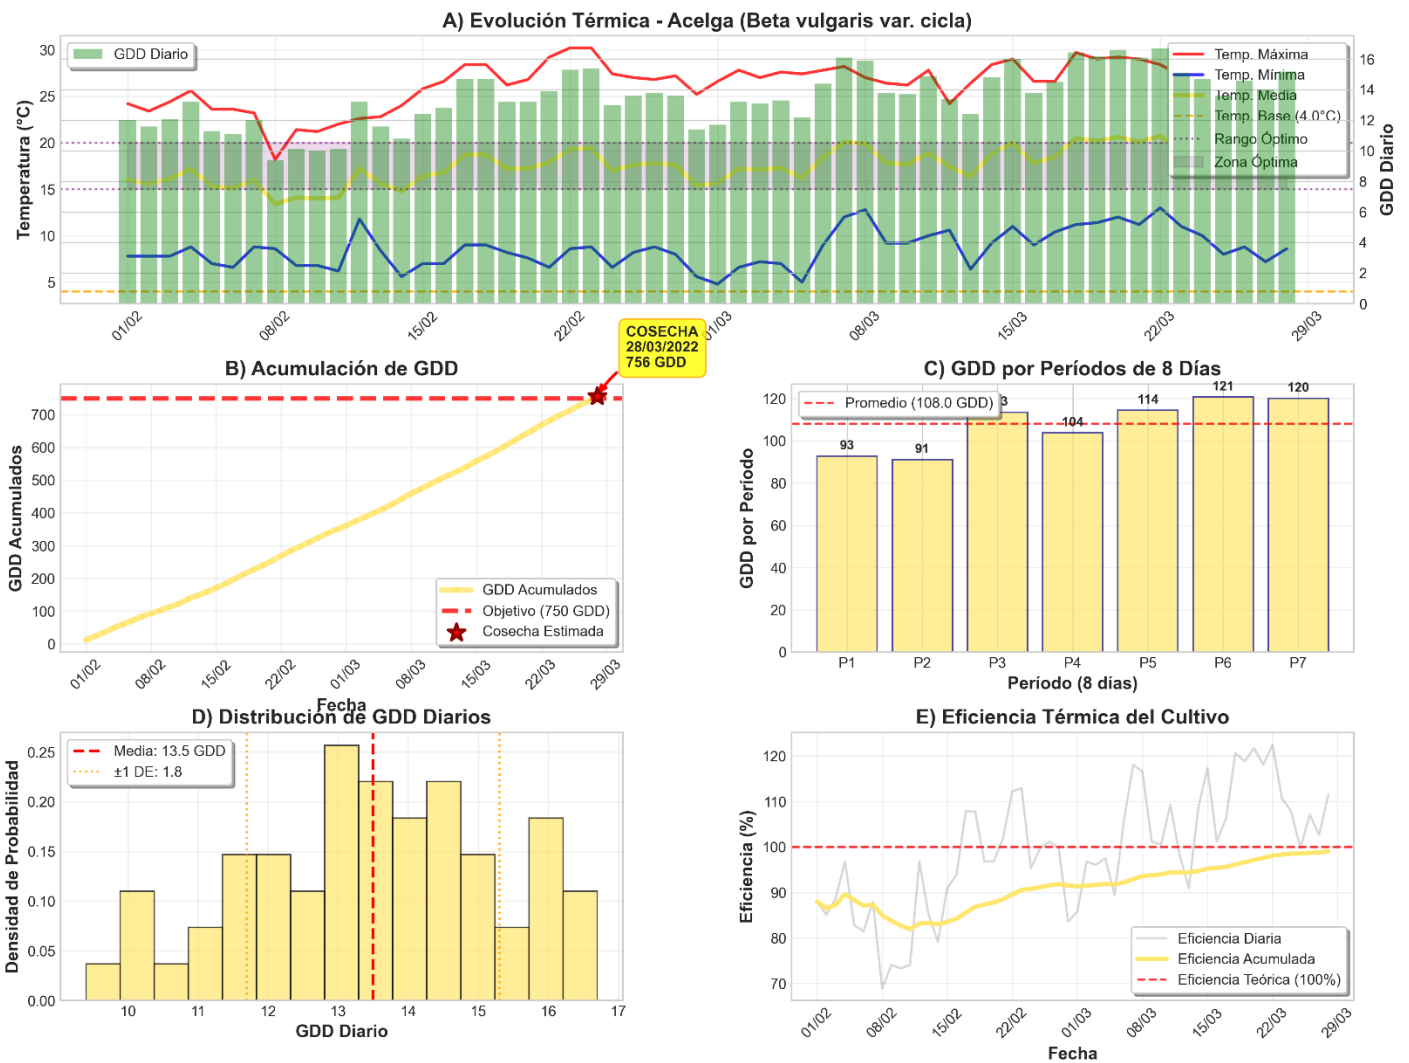 A) Evolución Térmica - Acelga (Beta vulgaris var. cicla)
GDD Diario
Temp. Máxima
Temp. Mínima
Temp. Media
Temp. Base (4.0°C)
Rango Óptimo
Zona Óptima
Temperatura (°C)
30
25
20
15
10
5
GDD Diario
16
14
12
10
8
6
4
2
0
01/02
08/02
15/02
22/02
01/03
08/03
15/03
22/03
29/03
COSECHA
28/03/2022
756 GDD
B) Acumulación de GDD
GDD Acumulados
700
600
500
400
300
200
100
0
GDD Acumulados
Objetivo (750 GDD)
Cosecha Estimada
01/02
08/02
15/02
22/02
01/03
08/03
15/03
22/03
29/03
Fecha
C) GDD por Períodos de 8 Días
Promedio (108.0 GDD)
GDD por Período
120
100
80
60
40
20
0
93
91
3
104
114
121
120
P1
P2
P3
P4
P5
P6
P7
Período (8 días)
D) Distribución de GDD Diarios
Media: 13.5 GDD
±1 DE: 1.8
Densidad de Probabilidad
0.25
0.20
0.15
0.10
0.05
0.00
10
11
12
13
14
15
16
17
GDD Diario
E) Eficiencia Térmica del Cultivo
Eficiencia (%)
120
110
100
90
80
70
Eficiencia Diaria
Eficiencia Acumulada
Eficiencia Teórica (100%)
01/02
08/02
15/02
22/02
01/03
08/03
15/03
22/03
29/03
Fecha